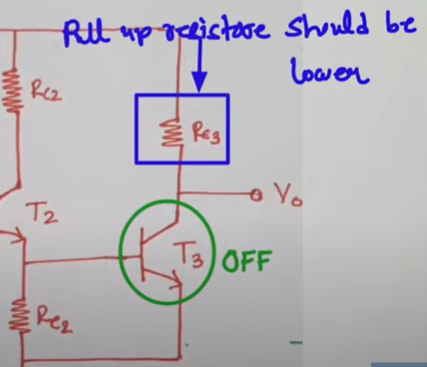 Pull up resistore should be
lower
Rc2
Rc3
Vo
T2
T3
OFF
Re2